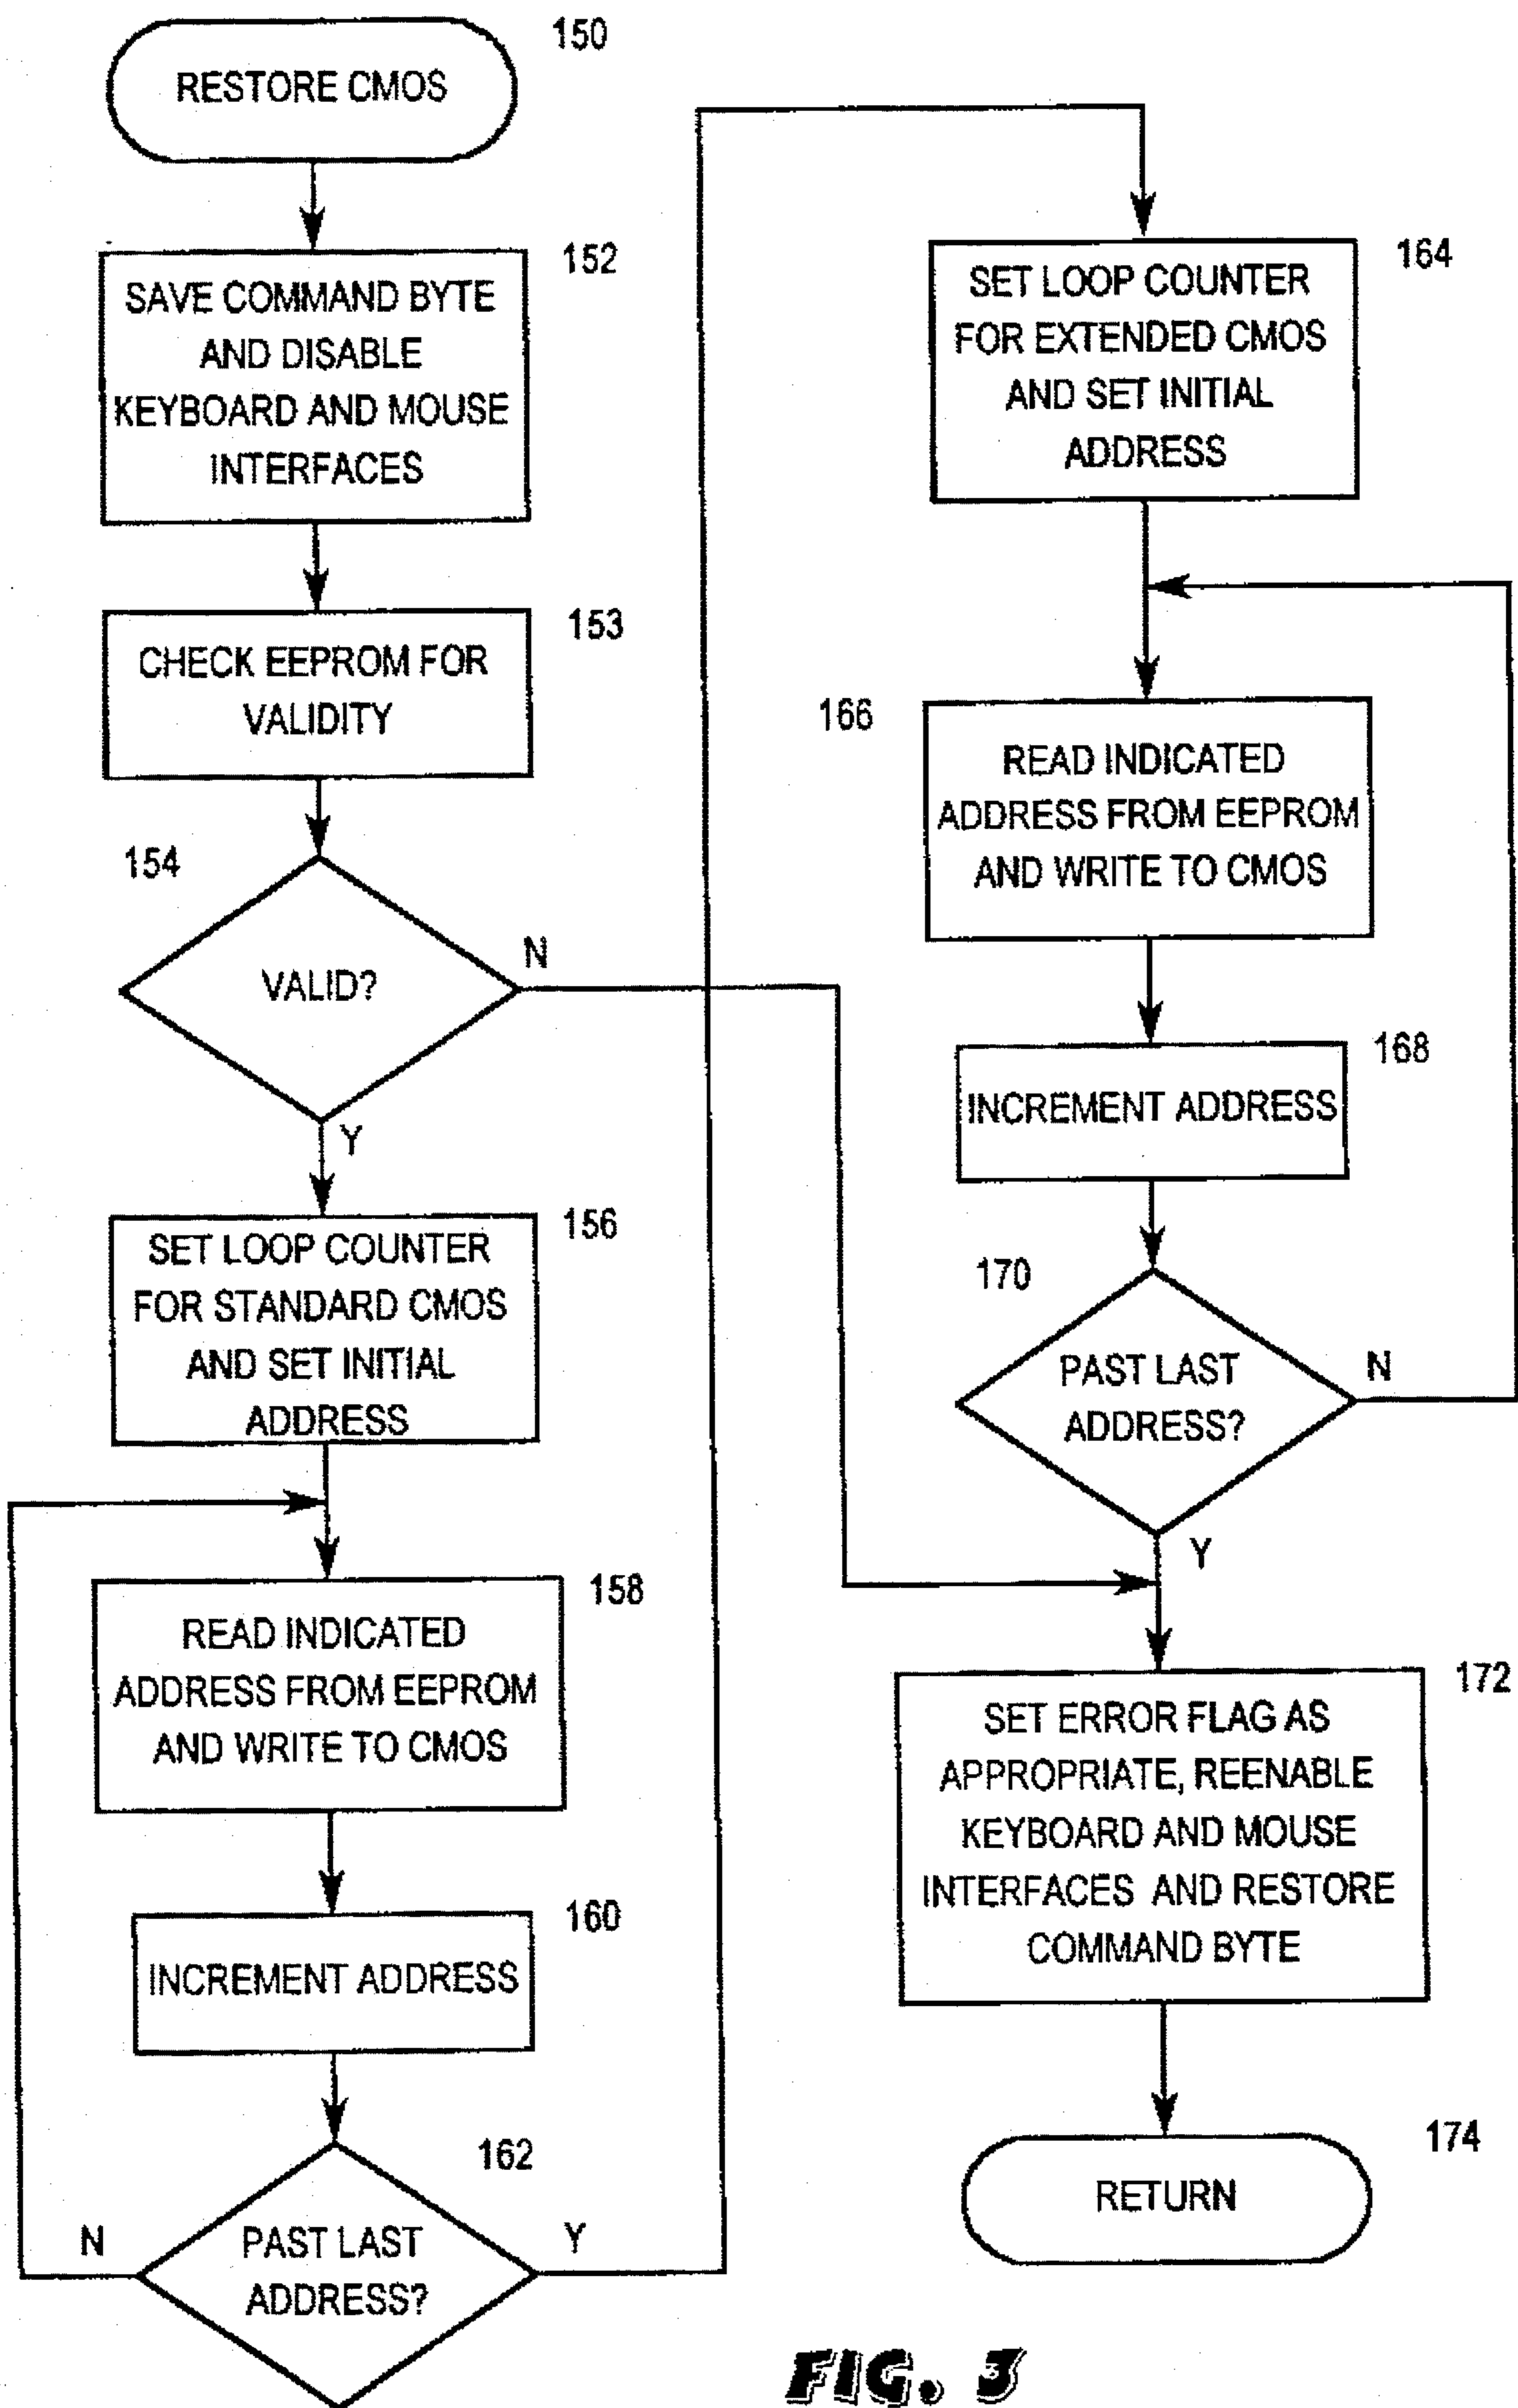 150
RESTORE CMOS
152
SAVE COMMAND BYTE
AND DISABLE
KEYBOARD AND MOUSE
INTERFACES
153
CHECK EEPROM FOR
VALIDITY
154
VALID?
N
Y
156
SET LOOP COUNTER
FOR STANDARD CMOS
AND SET INITIAL
ADDRESS
158
READ INDICATED
ADDRESS FROM EEPROM
AND WRITE TO CMOS
160
INCREMENT ADDRESS
162
PAST LAST
ADDRESS?
N
Y
164
SET LOOP COUNTER
FOR EXTENDED CMOS
AND SET INITIAL
ADDRESS
166
READ INDICATED
ADDRESS FROM EEPROM
AND WRITE TO CMOS
168
INCREMENT ADDRESS
170
PAST LAST
ADDRESS?
N
Y
172
SET ERROR FLAG AS
APPROPRIATE, REENABLE
KEYBOARD AND MOUSE
INTERFACES AND RESTORE
COMMAND BYTE
174
RETURN
FIG. 3